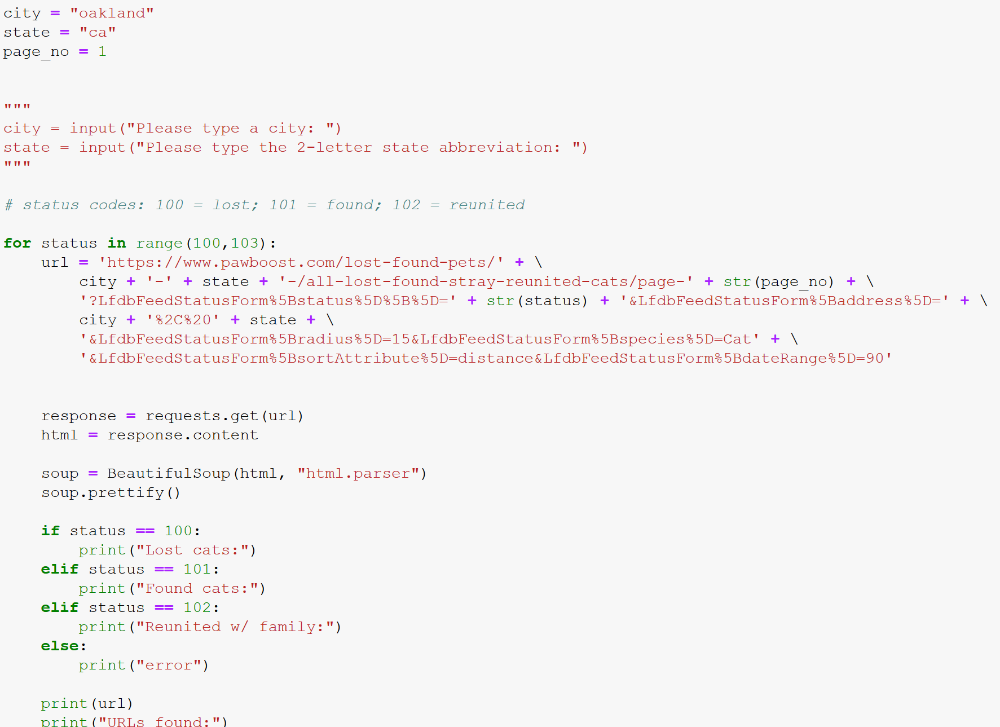 city = "oakland"
state = "ca"
page_no = 1
"""
city = input("Please type a city: ")
state = input("Please type the 2-letter state abbreviation: ")
"""
# status codes: 100 = lost; 101 = found; 102 = reunited
for status in range(100,103):
    url = 'https://www.pawboost.com/lost-found-pets/' + \
        city + '-' + state + '-/all-lost-found-stray-reunited-cats/page-' + str(page_no) + \
        '?LfdbFeedStatusForm%5Bstatus%5D%5B%5D=' + str(status) + '&LfdbFeedStatusForm%5Baddress%5D=' + \
        city + '%2C%20' + state + \
        '&LfdbFeedStatusForm%5Bradius%5D=15&LfdbFeedStatusForm%5Bspecies%5D=Cat' + \
        '&LfdbFeedStatusForm%5BsortAttribute%5D=distance&LfdbFeedStatusForm%5BdateRange%5D=90'
    response = requests.get(url)
    html = response.content
    soup = BeautifulSoup(html, "html.parser")
    soup.prettify()
    if status == 100:
        print("Lost cats:")
    elif status == 101:
        print("Found cats:")
    elif status == 102:
        print("Reunited w/ family:")
    else:
        print("error")
    print(url)
    print("URLs found:")